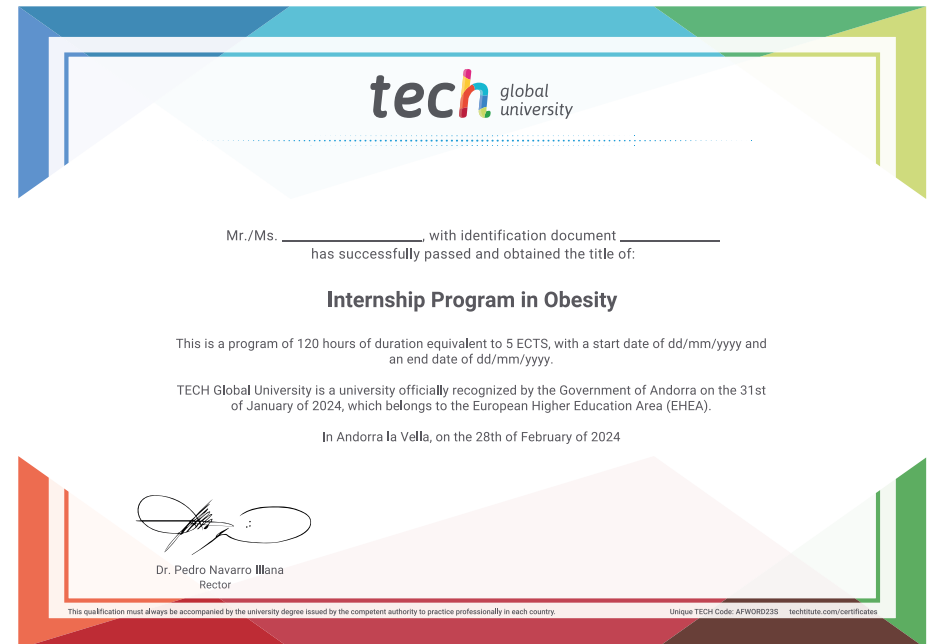 tech global university
Mr./Ms. ____________________, with identification document ______________
has successfully passed and obtained the title of:
Internship Program in Obesity
This is a program of 120 hours of duration equivalent to 5 ECTS, with a start date of dd/mm/yyyy and
an end date of dd/mm/yyyy.
TECH Global University is a university officially recognized by the Government of Andorra on the 31st
of January of 2024, which belongs to the European Higher Education Area (EHEA).
In Andorra la Vella, on the 28th of February of 2024
Dr. Pedro Navarro Illana
Rector
This qualification must always be accompanied by the university degree issued by the competent authority to practice professionally in each country. Unique TECH Code: AFWORD23S techtitute.com/certificates